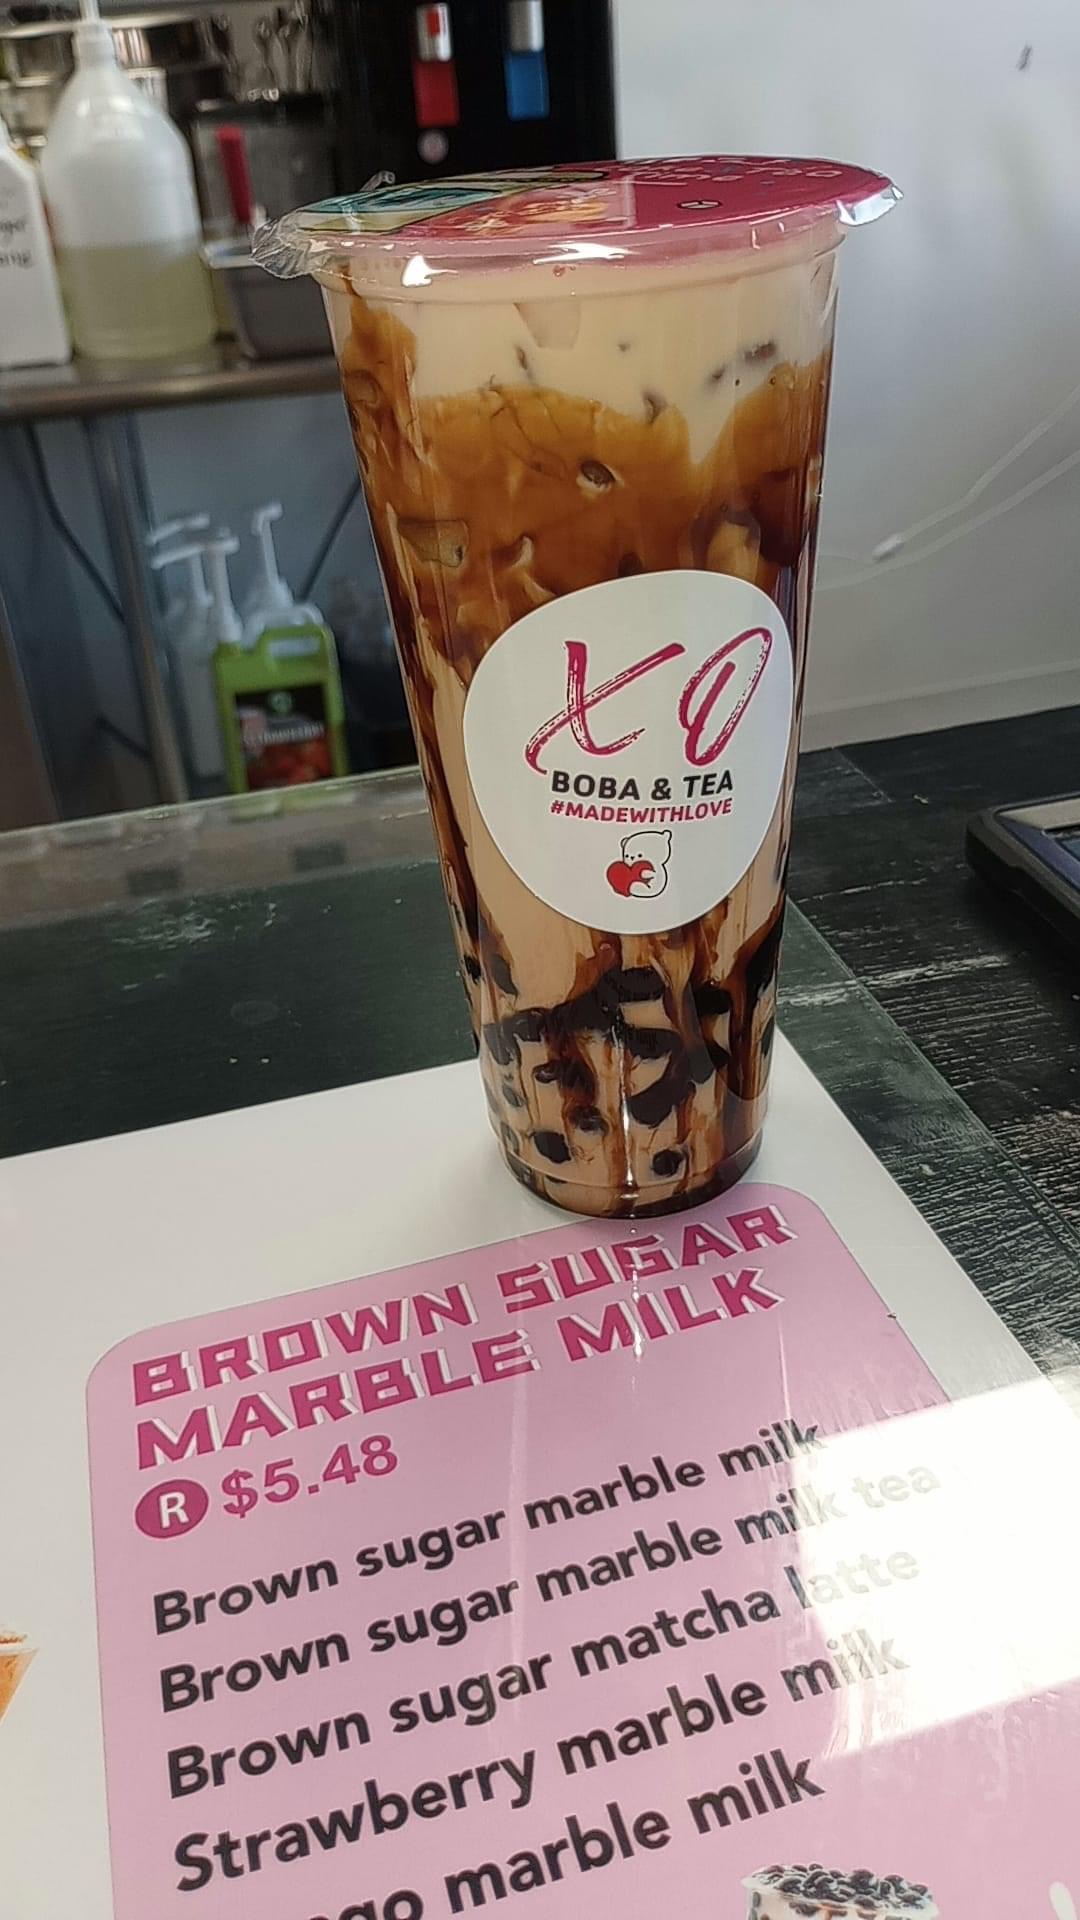 XO
BOBA & TEA
#MADEWITHLOVE
BROWN SUGAR
MARBLE MILK
R $5.48
Brown sugar marble milk
Brown sugar marble milk tea
Brown sugar matcha latte
Strawberry marble milk
marble milk